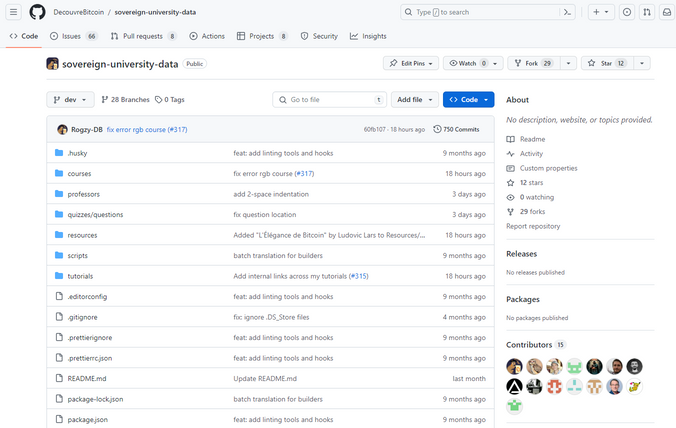 DecouvreBitcoin / sovereign-university-data
Type / to search
Code Issues 66 Pull requests 8 Actions Projects 8 Security Insights
sovereign-university-data Public
Edit Pins Watch 0 Fork 29 Star 12
dev 28 Branches 0 Tags Go to file t Add file Code
Rogzy-DB fix error rgb course (#317) 60fb107 · 18 hours ago 750 Commits
.husky feat: add linting tools and hooks 9 months ago
courses fix error rgb course (#317) 18 hours ago
professors add 2-space indentation 3 days ago
quizzes/questions fix question location 3 days ago
resources Added "L'Élégance de Bitcoin" by Ludovic Lars to Resources/... 18 hours ago
scripts batch translation for builders 9 months ago
tutorials Add internal links across my tutorials (#315) 18 hours ago
.editorconfig feat: add linting tools and hooks 9 months ago
.gitignore fix: ignore .DS_Store files 4 months ago
.prettierignore feat: add linting tools and hooks 9 months ago
.prettierrc.json feat: add linting tools and hooks 9 months ago
README.md Update README.md last month
package-lock.json batch translation for builders 9 months ago
package.json feat: add linting tools and hooks 9 months ago
About
No description, website, or topics provided.
Readme
Activity
Custom properties
12 stars
0 watching
29 forks
Report repository
Releases
No releases published
Packages
No packages published
Contributors 15